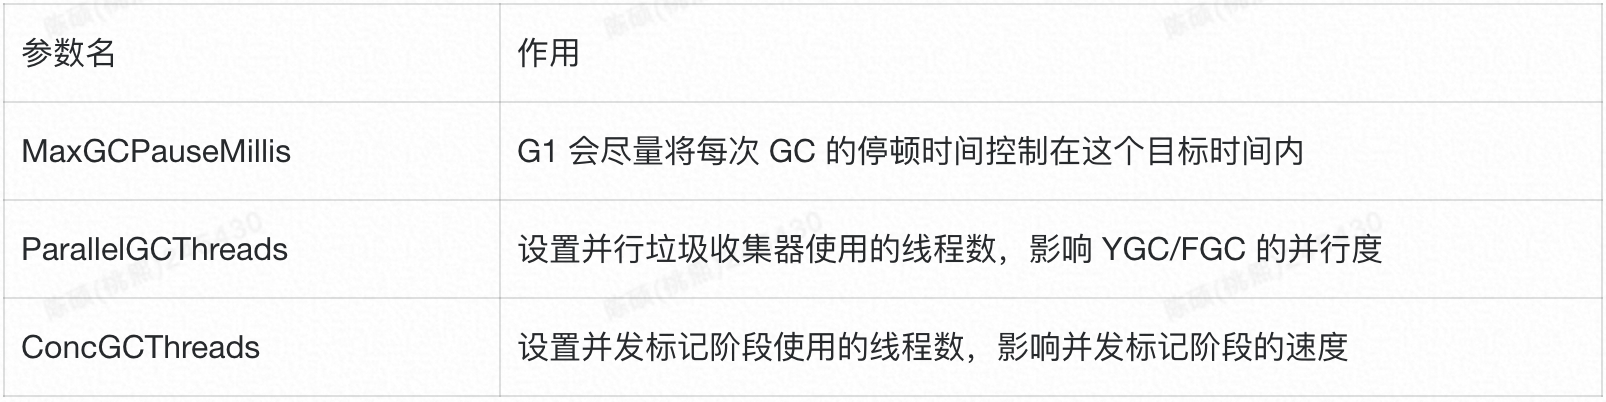 参数名
作用
MaxGCPauseMillis
G1 会尽量将每次 GC 的停顿时间控制在这个目标时间内
ParallelGCThreads
设置并行垃圾收集器使用的线程数，影响 YGC/FGC 的并行度
ConcGCThreads
设置并发标记阶段使用的线程数，影响并发标记阶段的速度